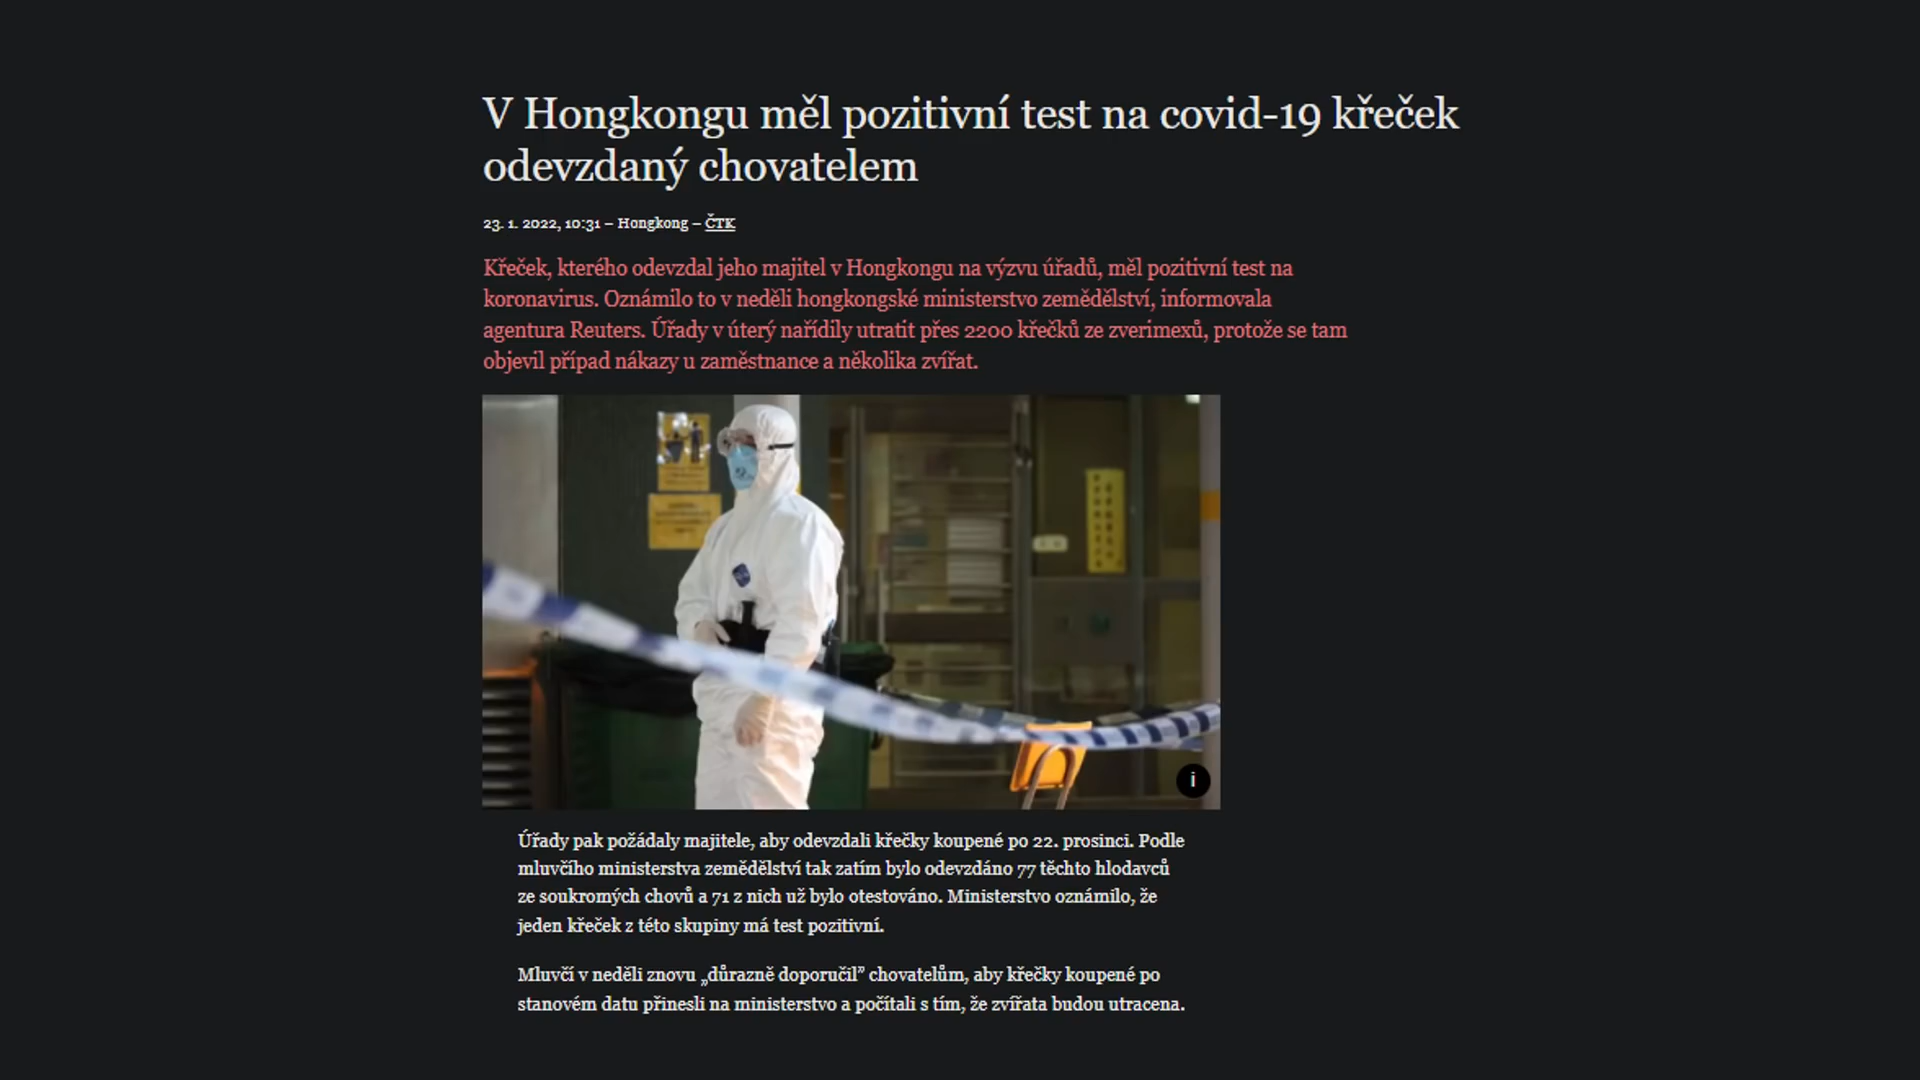 V Hongkongu měl pozitivní test na covid-19 křeček
odevzdaný chovatelem
23. 1. 2022, 10:31 – Hongkong – ČTK
Křeček, kterého odevzdal jeho majitel v Hongkongu na výzvu úřadů, měl pozitivní test na
koronavirus. Oznámilo to v neděli hongkongské ministerstvo zemědělství, informovala
agentura Reuters. Úřady v úterý nařídily utratit přes 2200 křečků ze zverimexů, protože se tam
objevil případ nákazy u zaměstnance a několika zvířat.
i
Úřady pak požádaly majitele, aby odevzdali křečky koupené po 22. prosinci. Podle
mluvčího ministerstva zemědělství tak zatím bylo odevzdáno 77 těchto hlodavců
ze soukromých chovů a 71 z nich už bylo otestováno. Ministerstvo oznámilo, že
jeden křeček z této skupiny má test pozitivní.
Mluvčí v neděli znovu „důrazně doporučil” chovatelům, aby křečky koupené po
stanovém datu přinesli na ministerstvo a počítali s tím, že zvířata budou utracena.